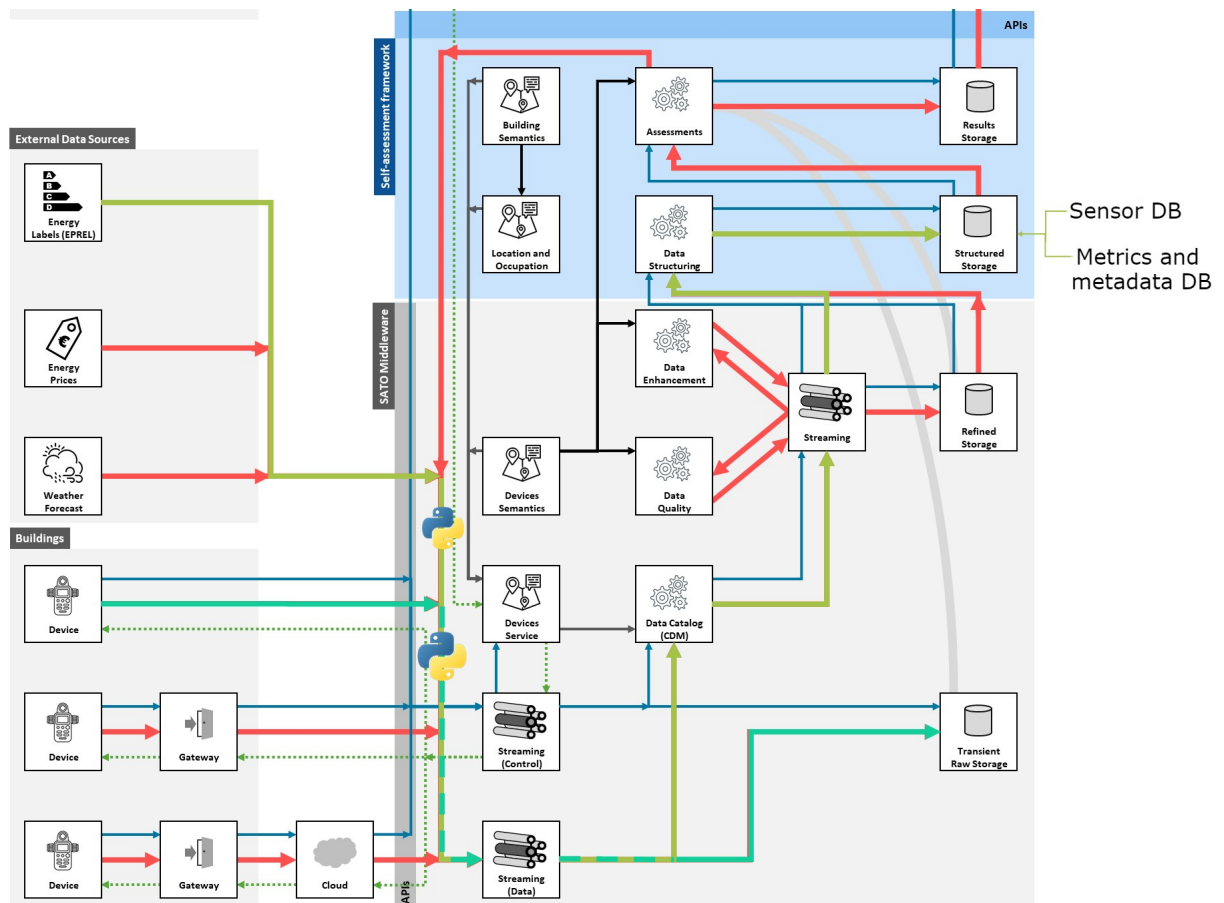 APIs
Self-assessment framework
Building
Semantics
Assessments
Results
Storage
External Data Sources
A
B
C
D
Energy
Labels (EPREL)
Location and
Occupation
Data
Structuring
Structured
Storage
Sensor DB
Metrics and
metadata DB
SATO Middleware
€
Energy
Prices
Data
Enhancement
Streaming
Refined
Storage
Weather
Forecast
Devices
Semantics
Data
Quality
Buildings
Device
Devices
Service
Data Catalog
(CDM)
Device
Gateway
Streaming
(Control)
Transient
Raw Storage
Device
Gateway
Cloud
APIs
Streaming
(Data)